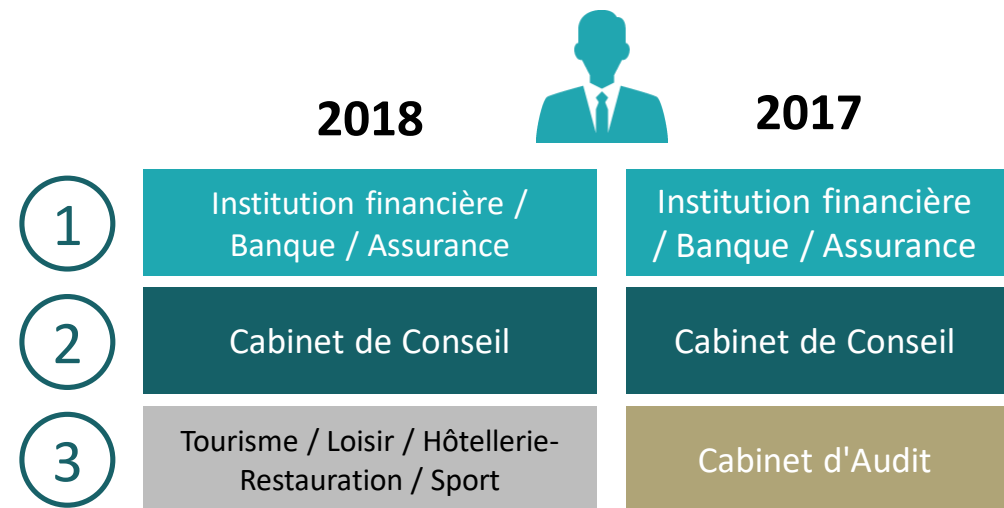 2018
2017
1
Institution financière /
Banque / Assurance
Institution financière
/ Banque / Assurance
2
Cabinet de Conseil
Cabinet de Conseil
3
Tourisme / Loisir / Hôtellerie-
Restauration / Sport
Cabinet d'Audit